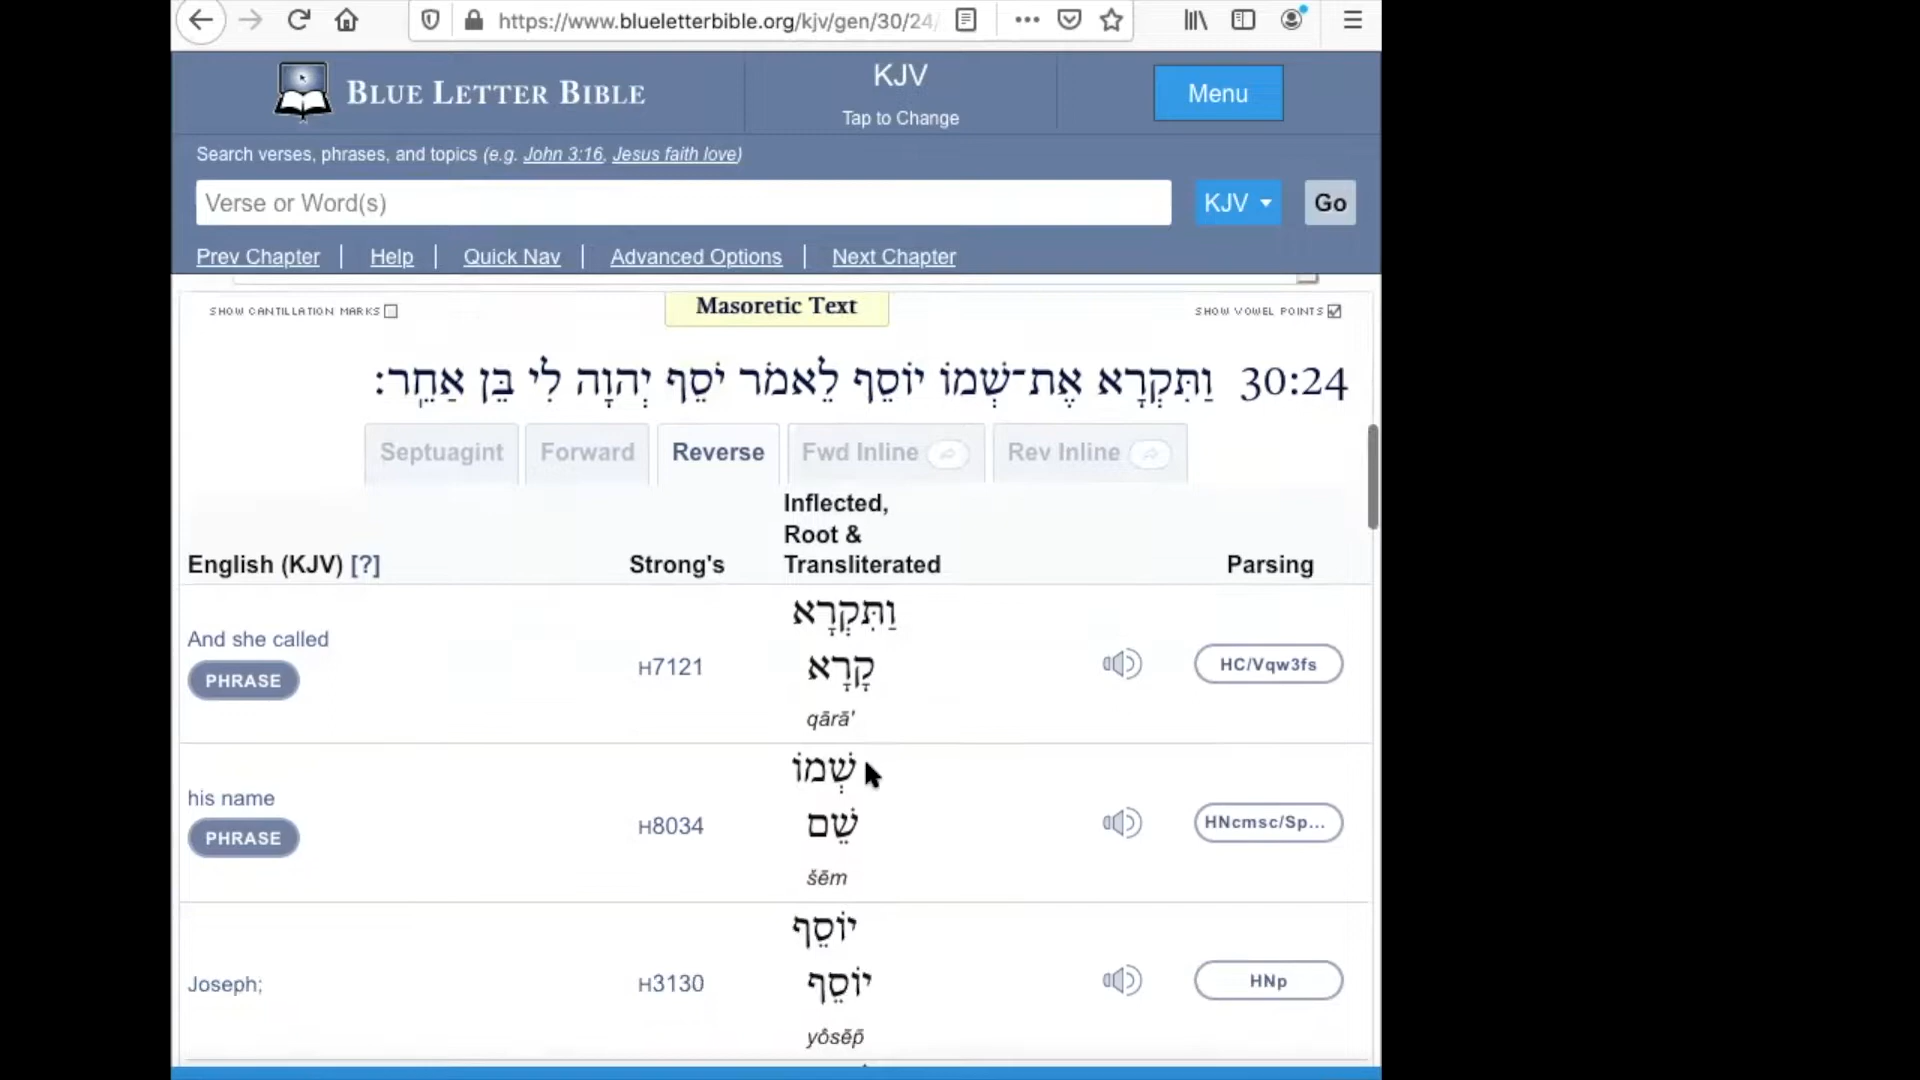 https://www.blueletterbible.org/kjv/gen/30/24/
BLUE LETTER BIBLE
KJV
Tap to Change
Menu
Search verses, phrases, and topics (e.g. John 3:16, Jesus faith love)
Verse or Word(s)
KJV
Go
Prev Chapter | Help | Quick Nav | Advanced Options | Next Chapter
SHOW CANTILLATION MARKS
Masoretic Text
SHOW VOWEL POINTS
30:24 וַתִּקְרָא אֶת־שְׁמוֹ יוֹסֵף לֵאמֹר יֹסֵף יְהוָה לִי בֵּן אַחֵֽר׃
Septuagint
Forward
Reverse
Fwd Inline
Rev Inline
English (KJV) [?]
Strong's
Inflected,
Root &
Transliterated
Parsing
And she called
PHRASE
H7121
וַתִּקְרָא
קָרָא
qārā'
HC/Vqw3fs
his name
PHRASE
H8034
שְׁמוֹ
שֵׁם
šēm
HNcmsc/Sp...
Joseph;
H3130
יוֹסֵף
יוֹסֵף
yôsēp̄
HNp